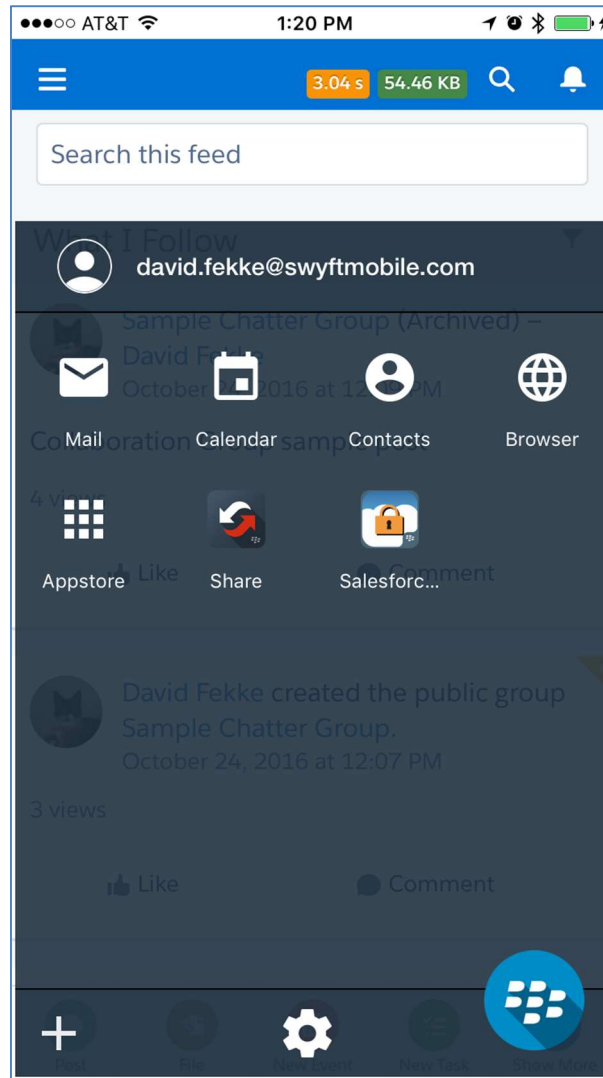 AT&T 1:20 PM
3.04 s 54.46 KB
Search this feed
What I Follow
david.fekke@swyftmobile.com
Sample Chatter Group (Archived) –
David Fekke
October 24, 2016 at 12:09 PM
Mail Calendar Contacts Browser
Collaboration Group sample post
4 views
Like Comment
Appstore Share Salesforc...
David Fekke created the public group
Sample Chatter Group.
October 24, 2016 at 12:07 PM
3 views
Like Comment
Post File New Event New Task Show More